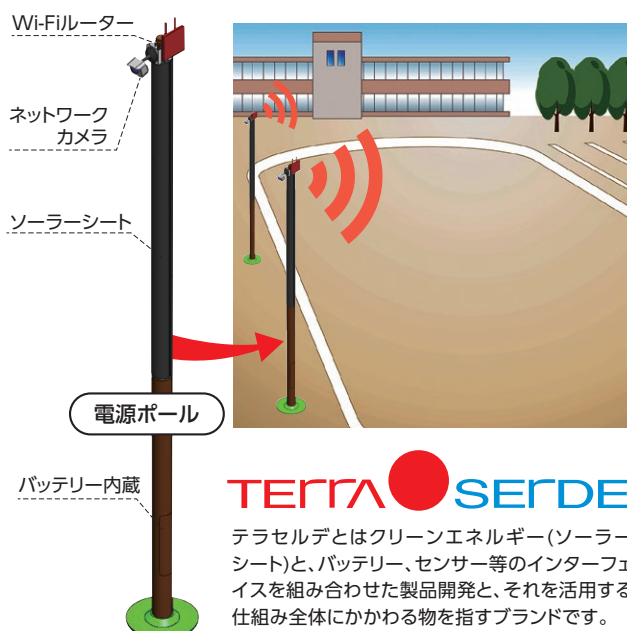 Wi-Fiルーター
ネットワーク
カメラ
ソーラーシート
電源ポール
バッテリー内蔵
TErrA SErDE
テラセルデとはクリーンエネルギー(ソーラー
シート)と、バッテリー、センサー等のインターフェ
イスを組み合わせた製品開発と、それを活用する
仕組み全体にかかわる物を指すブランドです。